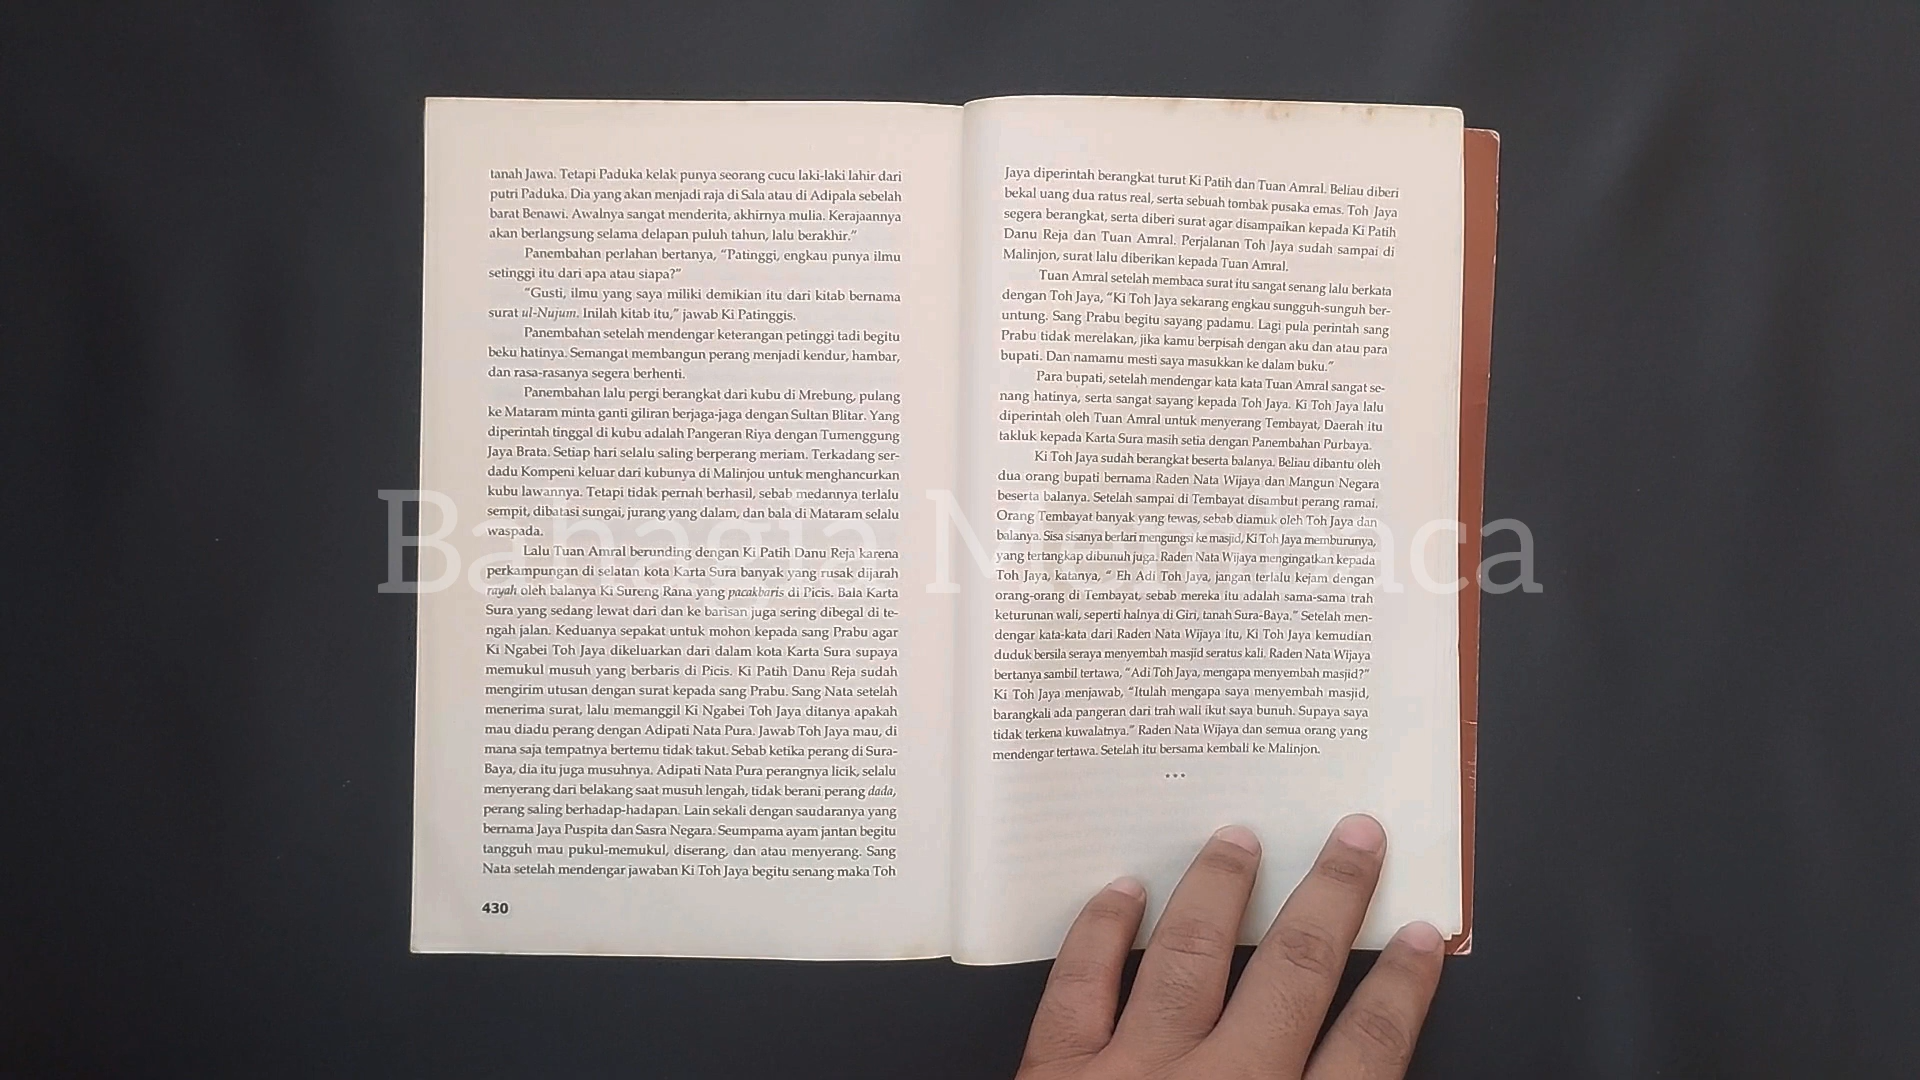 tanah Jawa. Tetapi Paduka kelak punya seorang cucu laki-laki lahir dari
putri Paduka. Dia yang akan menjadi raja di Sala atau di Adipala sebelah
barat Benawi. Awalnya sangat menderita, akhirnya mulia. Kerajaannya
akan berlangsung selama delapan puluh tahun, lalu berakhir.”
Panembahan perlahan bertanya, “Patinggi, engkau punya ilmu
setinggi itu dari apa atau siapa?”
“Gusti, ilmu yang saya miliki demikian itu dari kitab bernama
surat ul-Nujum. Inilah kitab itu,” jawab Ki Patinggis.
Panembahan setelah mendengar keterangan petinggi tadi begitu
beku hatinya. Semangat membangun perang menjadi kendur, hambar,
dan rasa-rasanya segera berhenti.
Panembahan lalu pergi berangkat dari kubu di Mrebung, pulang
ke Mataram minta ganti giliran berjaga-jaga dengan Sultan Blitar. Yang
diperintah tinggal di kubu adalah Pangeran Riya dengan Tumenggung
Jaya Brata. Setiap hari selalu saling berperang meriam. Terkadang ser-
dadu Kompeni keluar dari kubunya di Malinjou untuk menghancurkan
kubu lawannya. Tetapi tidak pernah berhasil, sebab medannya terlalu
sempit, dibatasi sungai, jurang yang dalam, dan bala di Mataram selalu
waspada.
Lalu Tuan Amral berunding dengan Ki Patih Danu Reja karena
perkampungan di selatan kota Karta Sura banyak yang rusak dijarah
rayah oleh balanya Ki Sureng Rana yang pacakbaris di Picis. Bala Karta
Sura yang sedang lewat dari dan ke barisan juga sering dibegal di te-
ngah jalan. Keduanya sepakat untuk mohon kepada sang Prabu agar
Ki Ngabei Toh Jaya dikeluarkan dari dalam kota Karta Sura supaya
memukul musuh yang berbaris di Picis. Ki Patih Danu Reja sudah
mengirim utusan dengan surat kepada sang Prabu. Sang Nata setelah
menerima surat, lalu memanggil Ki Ngabei Toh Jaya ditanya apakah
mau diadu perang dengan Adipati Nata Pura. Jawab Toh Jaya mau, di
mana saja tempatnya bertemu tidak takut. Sebab ketika perang di Sura-
Baya, dia itu juga musuhnya. Adipati Nata Pura perangnya licik, selalu
menyerang dari belakang saat musuh lengah, tidak berani perang dada,
perang saling berhadap-hadapan. Lain sekali dengan saudaranya yang
bernama Jaya Puspita dan Sasra Negara. Seumpama ayam jantan begitu
tangguh mau pukul-memukul, diserang, dan atau menyerang. Sang
Nata setelah mendengar jawaban Ki Toh Jaya begitu senang maka Toh
430
Jaya diperintah berangkat turut Ki Patih dan Tuan Amral. Beliau diberi
bekal uang dua ratus real, serta sebuah tombak pusaka emas. Toh Jaya
segera berangkat, serta diberi surat agar disampaikan kepada Ki Patih
Danu Reja dan Tuan Amral. Perjalanan Toh Jaya sudah sampai di
Malinjon, surat lalu diberikan kepada Tuan Amral.
Tuan Amral setelah membaca surat itu sangat senang lalu berkata
dengan Toh Jaya, “Ki Toh Jaya sekarang engkau sungguh-sunguh ber-
untung. Sang Prabu begitu sayang padamu. Lagi pula perintah sang
Prabu tidak merelakan, jika kamu berpisah dengan aku dan atau para
bupati. Dan namamu mesti saya masukkan ke dalam buku.”
Para bupati, setelah mendengar kata kata Tuan Amral sangat se-
nang hatinya, serta sangat sayang kepada Toh Jaya. Ki Toh Jaya lalu
diperintah oleh Tuan Amral untuk menyerang Tembayat, Daerah itu
takluk kepada Karta Sura masih setia dengan Panembahan Purbaya.
Ki Toh Jaya sudah berangkat beserta balanya. Beliau dibantu oleh
dua orang bupati bernama Raden Nata Wijaya dan Mangun Negara
beserta balanya. Setelah sampai di Tembayat disambut perang ramai.
Orang Tembayat banyak yang tewas, sebab diamuk oleh Toh Jaya dan
balanya. Sisa sisanya berlari mengungsi ke masjid, Ki Toh Jaya memburunya,
yang tertangkap dibunuh juga. Raden Nata Wijaya mengingatkan kepada
Toh Jaya, katanya, “ Eh Adi Toh Jaya, jangan terlalu kejam dengan
orang-orang di Tembayat, sebab mereka itu adalah sama-sama trah
keturunan wali, seperti halnya di Giri, tanah Sura-Baya.” Setelah men-
dengar kata-kata dari Raden Nata Wijaya itu, Ki Toh Jaya kemudian
duduk bersila seraya menyembah masjid seratus kali. Raden Nata Wijaya
bertanya sambil tertawa, “Adi Toh Jaya, mengapa menyembah masjid?”
Ki Toh Jaya menjawab, “Itulah mengapa saya menyembah masjid,
barangkali ada pangeran dari trah wali ikut saya bunuh. Supaya saya
tidak terkena kuwalatnya.” Raden Nata Wijaya dan semua orang yang
mendengar tertawa. Setelah itu bersama kembali ke Malinjon.
***
Bahagia Membaca